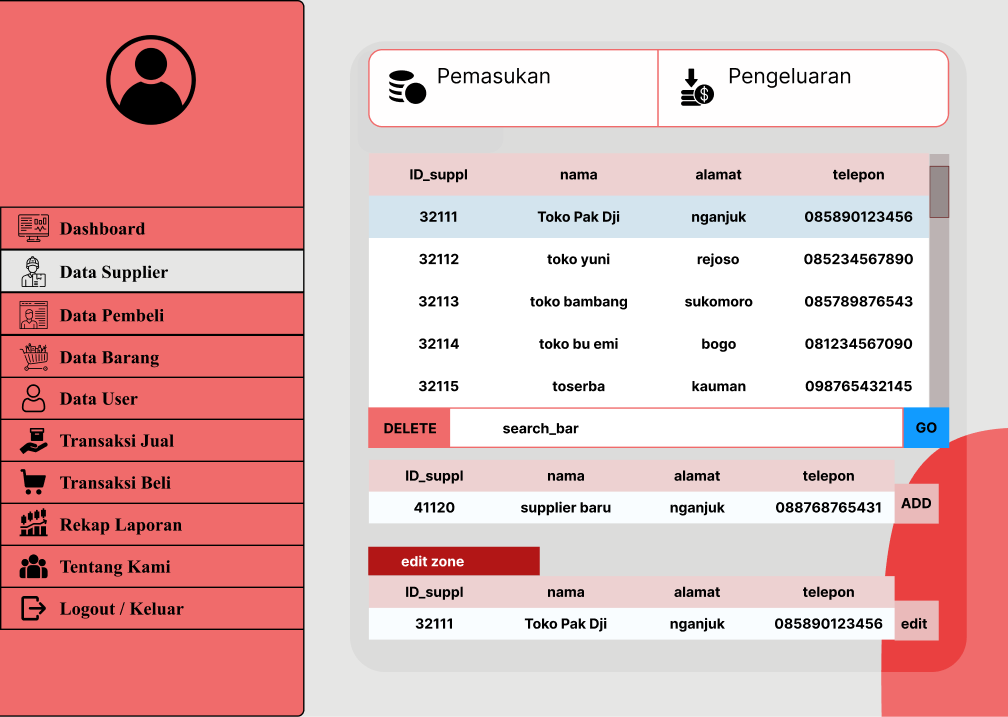 Dashboard
Data Supplier
Data Pembeli
Data Barang
Data User
Transaksi Jual
Transaksi Beli
Rekap Laporan
Tentang Kami
Logout / Keluar
Pemasukan Pengeluaran
ID_suppl nama alamat telepon
32111 Toko Pak Dji nganjuk 085890123456
32112 toko yuni rejoso 085234567890
32113 toko bambang sukomoro 085789876543
32114 toko bu emi bogo 081234567090
32115 toserba kauman 098765432145
DELETE search_bar GO
ID_suppl nama alamat telepon
41120 supplier baru nganjuk 088768765431 ADD
edit zone
ID_suppl nama alamat telepon
32111 Toko Pak Dji nganjuk 085890123456 edit